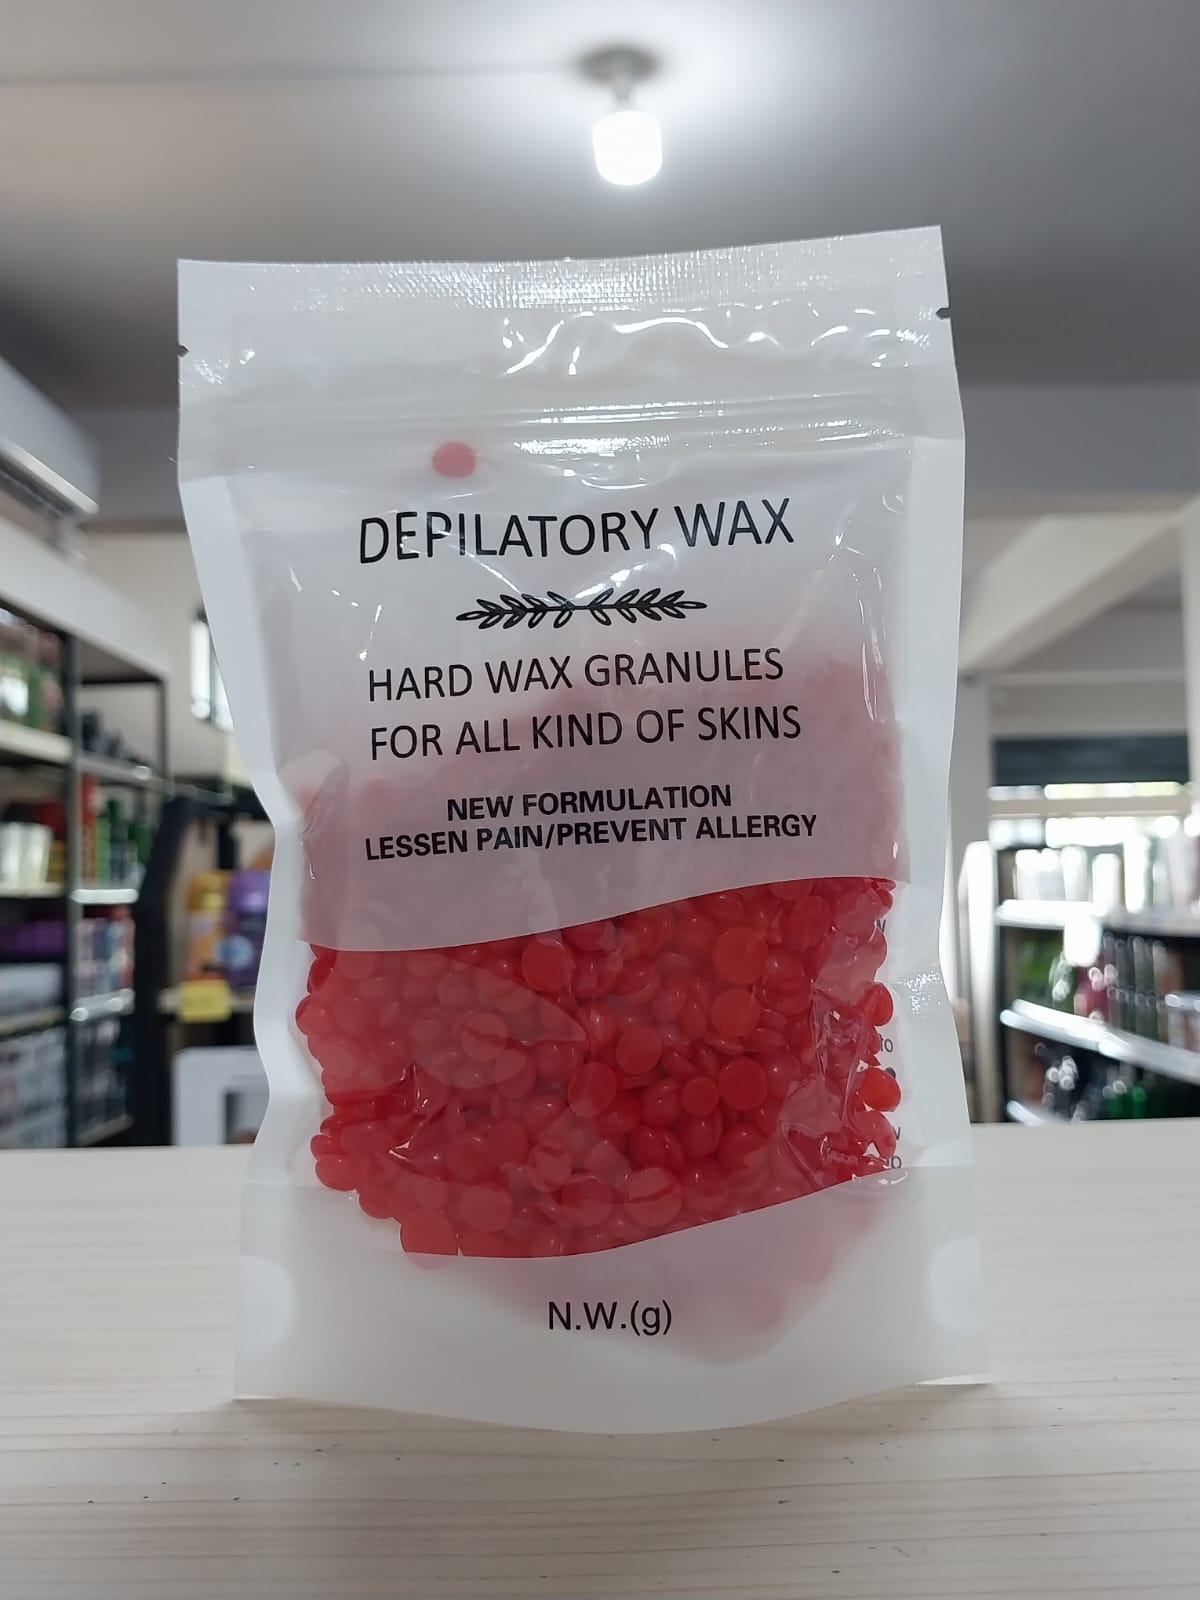 DEPILATORY WAX
HARD WAX GRANULES
FOR ALL KIND OF SKINS
NEW FORMULATION
LESSEN PAIN/PREVENT ALLERGY
N.W.(g)